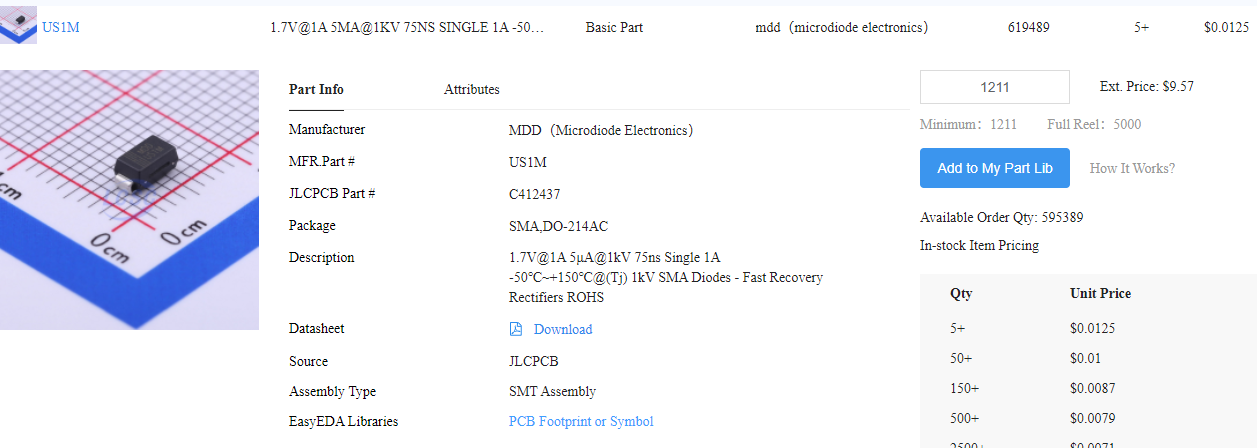 US1M 1.7V@1A 5MA@1KV 75NS SINGLE 1A -50... Basic Part mdd（microdiode electronics） 619489 5+ $0.0125
Part Info Attributes
Manufacturer MDD（Microdiode Electronics）
MFR.Part # US1M
JLCPCB Part # C412437
Package SMA,DO-214AC
Description 1.7V@1A 5μA@1kV 75ns Single 1A
-50℃~+150℃@(Tj) 1kV SMA Diodes - Fast Recovery
Rectifiers ROHS
Datasheet Download
Source JLCPCB
Assembly Type SMT Assembly
EasyEDA Libraries PCB Footprint or Symbol
1211 Ext. Price: $9.57
Minimum：1211 Full Reel：5000
Add to My Part Lib How It Works?
Available Order Qty: 595389
In-stock Item Pricing
Qty Unit Price
5+ $0.0125
50+ $0.01
150+ $0.0087
500+ $0.0079
2500+ $0.0071
cm
0 cm
0 cm